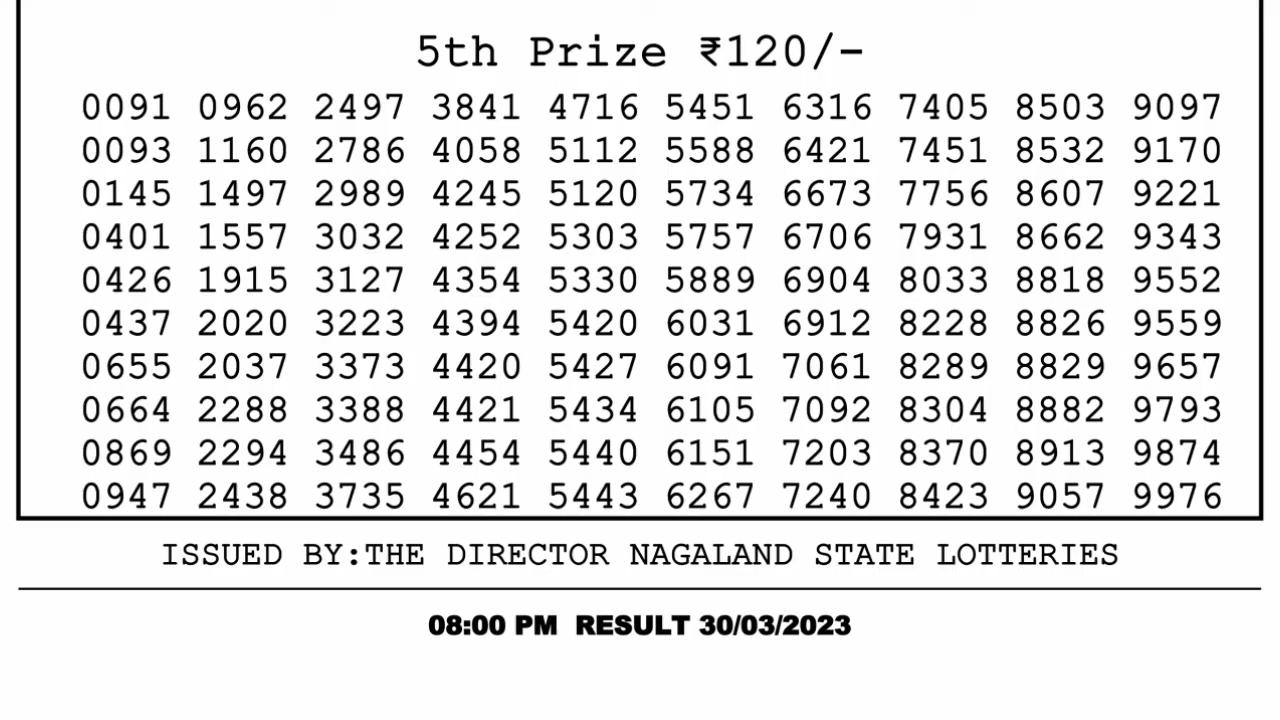 5th Prize ₹120/-
0091 0962 2497 3841 4716 5451 6316 7405 8503 9097
0093 1160 2786 4058 5112 5588 6421 7451 8532 9170
0145 1497 2989 4245 5120 5734 6673 7756 8607 9221
0401 1557 3032 4252 5303 5757 6706 7931 8662 9343
0426 1915 3127 4354 5330 5889 6904 8033 8818 9552
0437 2020 3223 4394 5420 6031 6912 8228 8826 9559
0655 2037 3373 4420 5427 6091 7061 8289 8829 9657
0664 2288 3388 4421 5434 6105 7092 8304 8882 9793
0869 2294 3486 4454 5440 6151 7203 8370 8913 9874
0947 2438 3735 4621 5443 6267 7240 8423 9057 9976
ISSUED BY:THE DIRECTOR NAGALAND STATE LOTTERIES
08:00 PM RESULT 30/03/2023